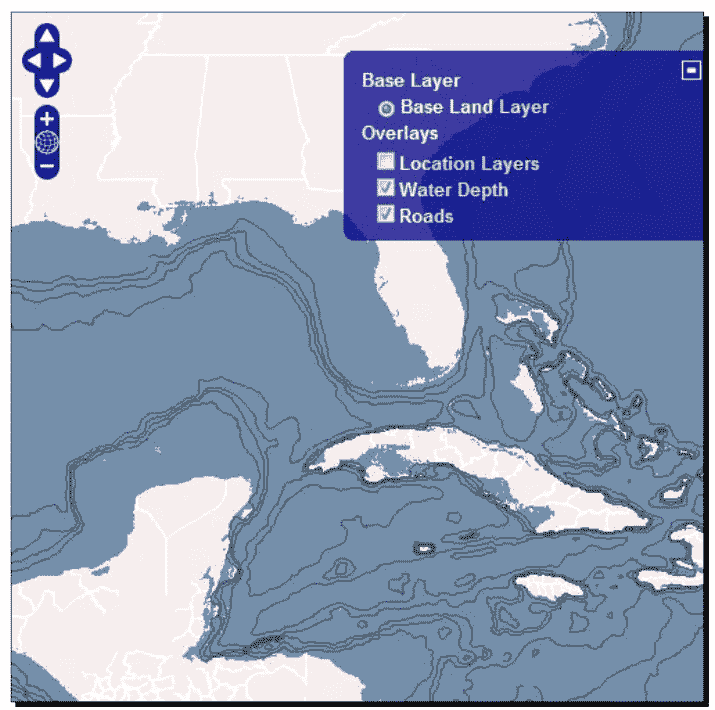 Base Layer
Base Land Layer
Overlays
Location Layers
Water Depth
Roads